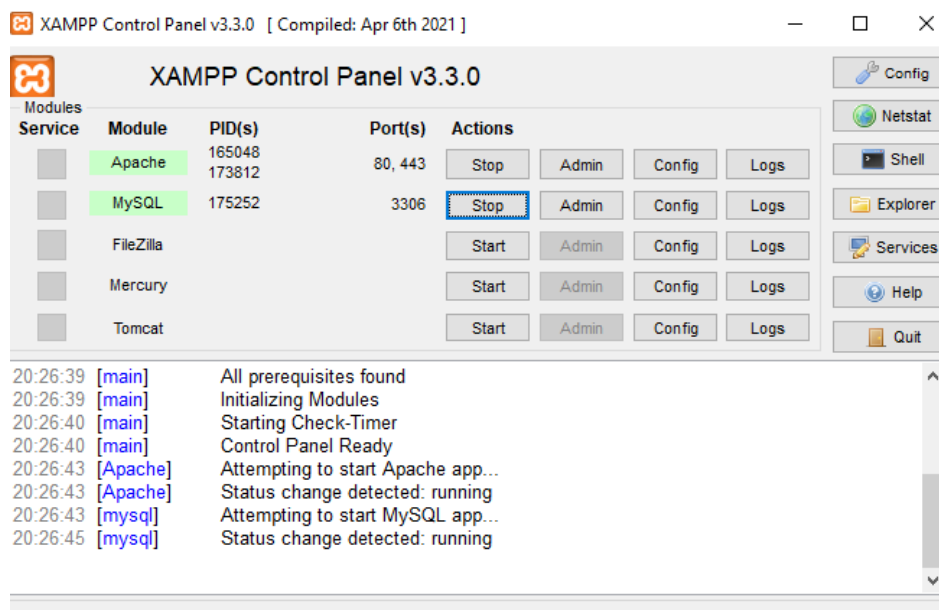 XAMPP Control Panel v3.3.0 [ Compiled: Apr 6th 2021 ]
XAMPP Control Panel v3.3.0
Config
Modules
Service Module PID(s) Port(s) Actions
Netstat
Apache 165048 173812 80, 443 Stop Admin Config Logs
Shell
MySQL 175252 3306 Stop Admin Config Logs
Explorer
FileZilla Start Admin Config Logs
Services
Mercury Start Admin Config Logs
Help
Tomcat Start Admin Config Logs
Quit
20:26:39 [main] All prerequisites found
20:26:39 [main] Initializing Modules
20:26:40 [main] Starting Check-Timer
20:26:40 [main] Control Panel Ready
20:26:43 [Apache] Attempting to start Apache app...
20:26:43 [Apache] Status change detected: running
20:26:43 [mysql] Attempting to start MySQL app...
20:26:45 [mysql] Status change detected: running